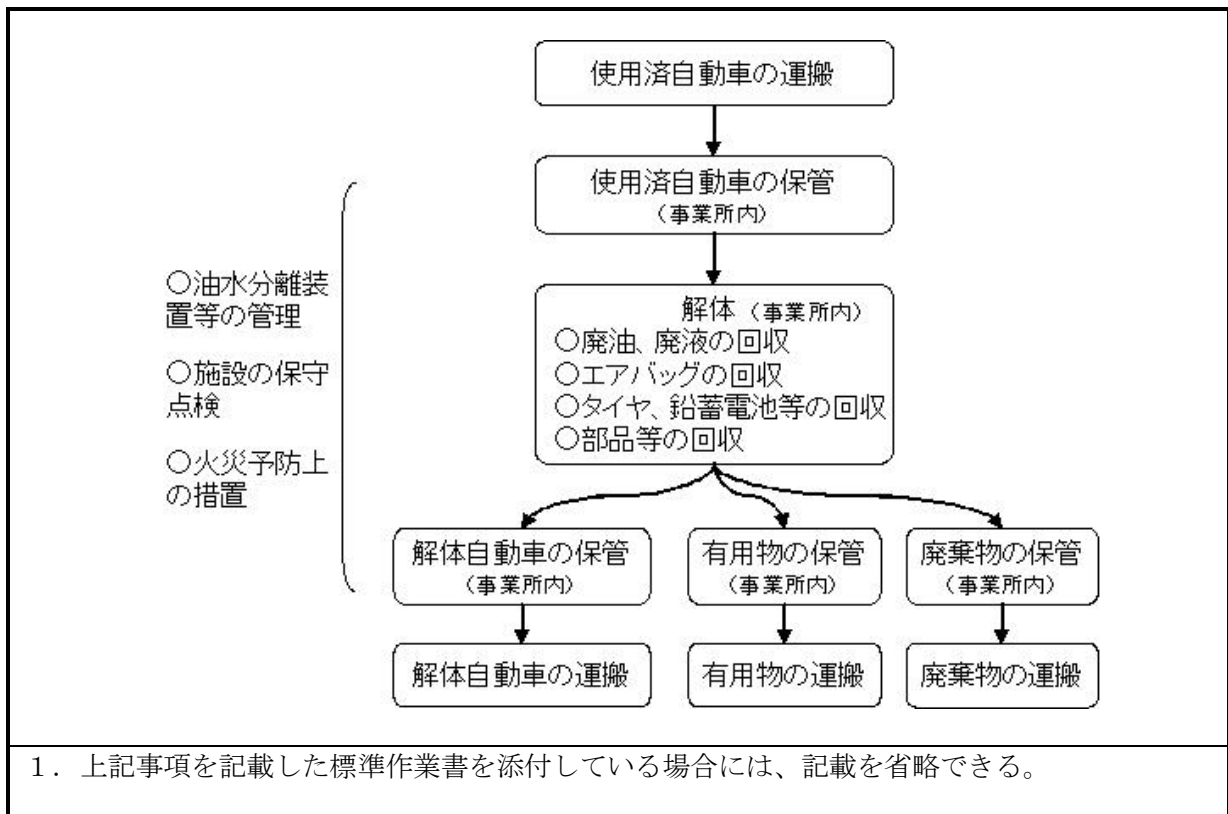 使用済自動車の運搬
使用済自動車の保管
（事業所内）
○油水分離装
置等の管理
○施設の保守
点検
○火災予防上
の措置
解体（事業所内）
○廃油、廃液の回収
○エアバッグの回収
○タイヤ、鉛蓄電池等の回収
○部品等の回収
解体自動車の保管
（事業所内）
有用物の保管
（事業所内）
廃棄物の保管
（事業所内）
解体自動車の運搬
有用物の運搬
廃棄物の運搬
１．上記事項を記載した標準作業書を添付している場合には、記載を省略できる。